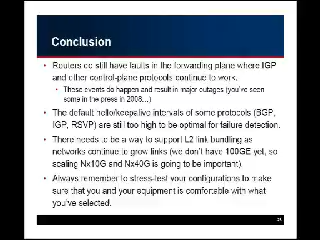 Conclusion
• Routers do still have faults in the forwarding plane where IGP
and other control-plane protocols continue to work.
• These events do happen and result in major outages (you've seen
some in the press in 2008…)
• The default hello/keepalive intervals of some protocols (BGP,
IGP, RSVP) are still too high to be optimal for failure detection.
• There needs to be a way to support L2 link bundling as
networks continue to grow links (we don't have 100GE yet, so
scaling Nx10G and Nx40G is going to be important).
• Always remember to stress-test your configurations to make
sure that you and your equipment is comfortable with what
you've selected.